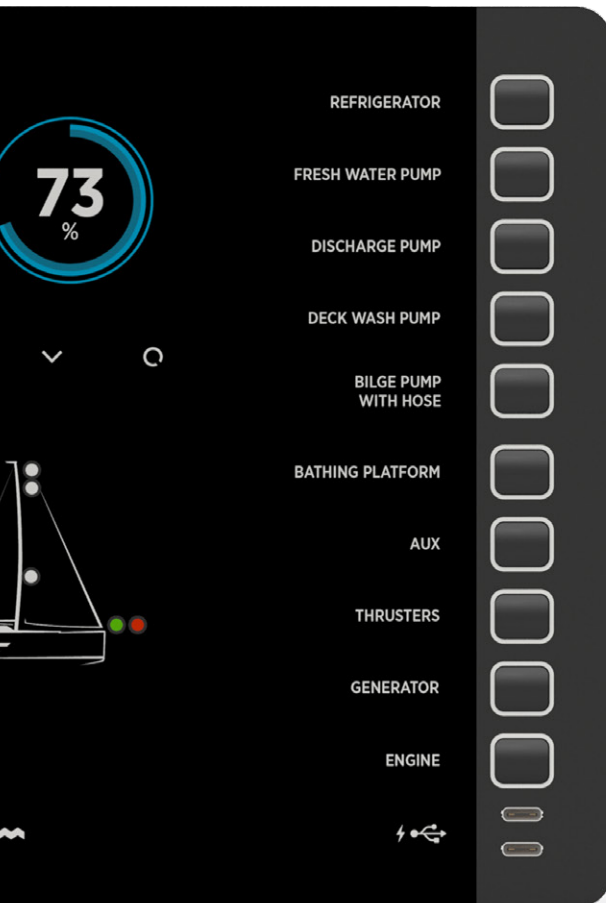 REFRIGERATOR
FRESH WATER PUMP
73
%
DISCHARGE PUMP
DECK WASH PUMP
BILGE PUMP
WITH HOSE
BATHING PLATFORM
AUX
THRUSTERS
GENERATOR
ENGINE